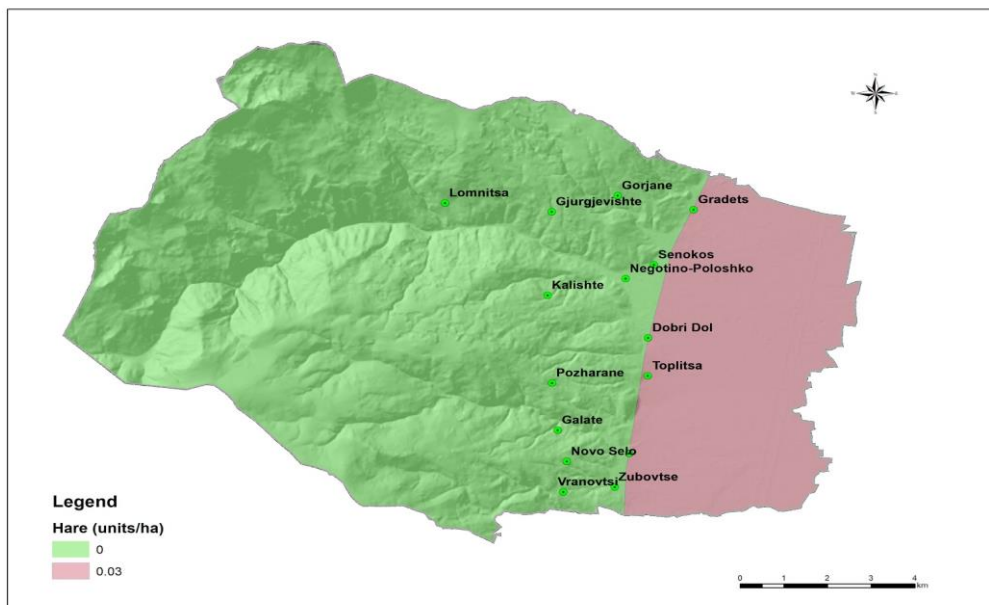 Lomnitsa
Gorjane
Gjurgjevishte
Gradets
Senokos
Negotino-Poloshko
Kalishte
Dobri Dol
Toplitsa
Pozharane
Galate
Novo Selo
Zubovtse
Vranovtsi
Legend
Hare (units/ha)
0
0.03
0 1 2 3 4
km